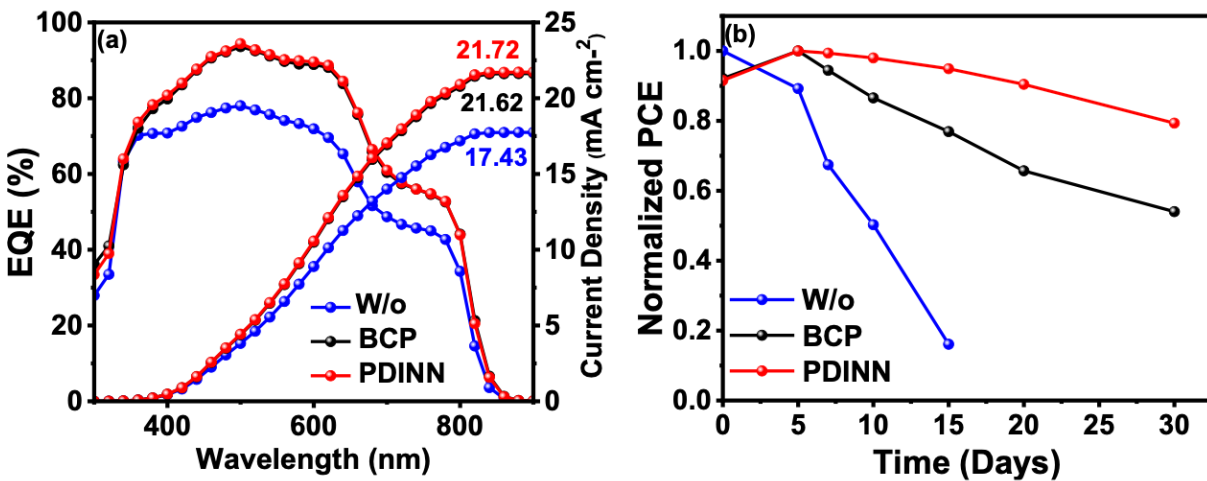 (a)
21.72
21.62
17.43
W/o
BCP
PDINN
EQE (%)
0
20
40
60
80
100
400
600
800
Wavelength (nm)
0
5
10
15
20
25
Current Density (mA cm-²)
(b)
W/o
BCP
PDINN
Normalized PCE
0.0
0.2
0.4
0.6
0.8
1.0
0
5
10
15
20
25
30
Time (Days)